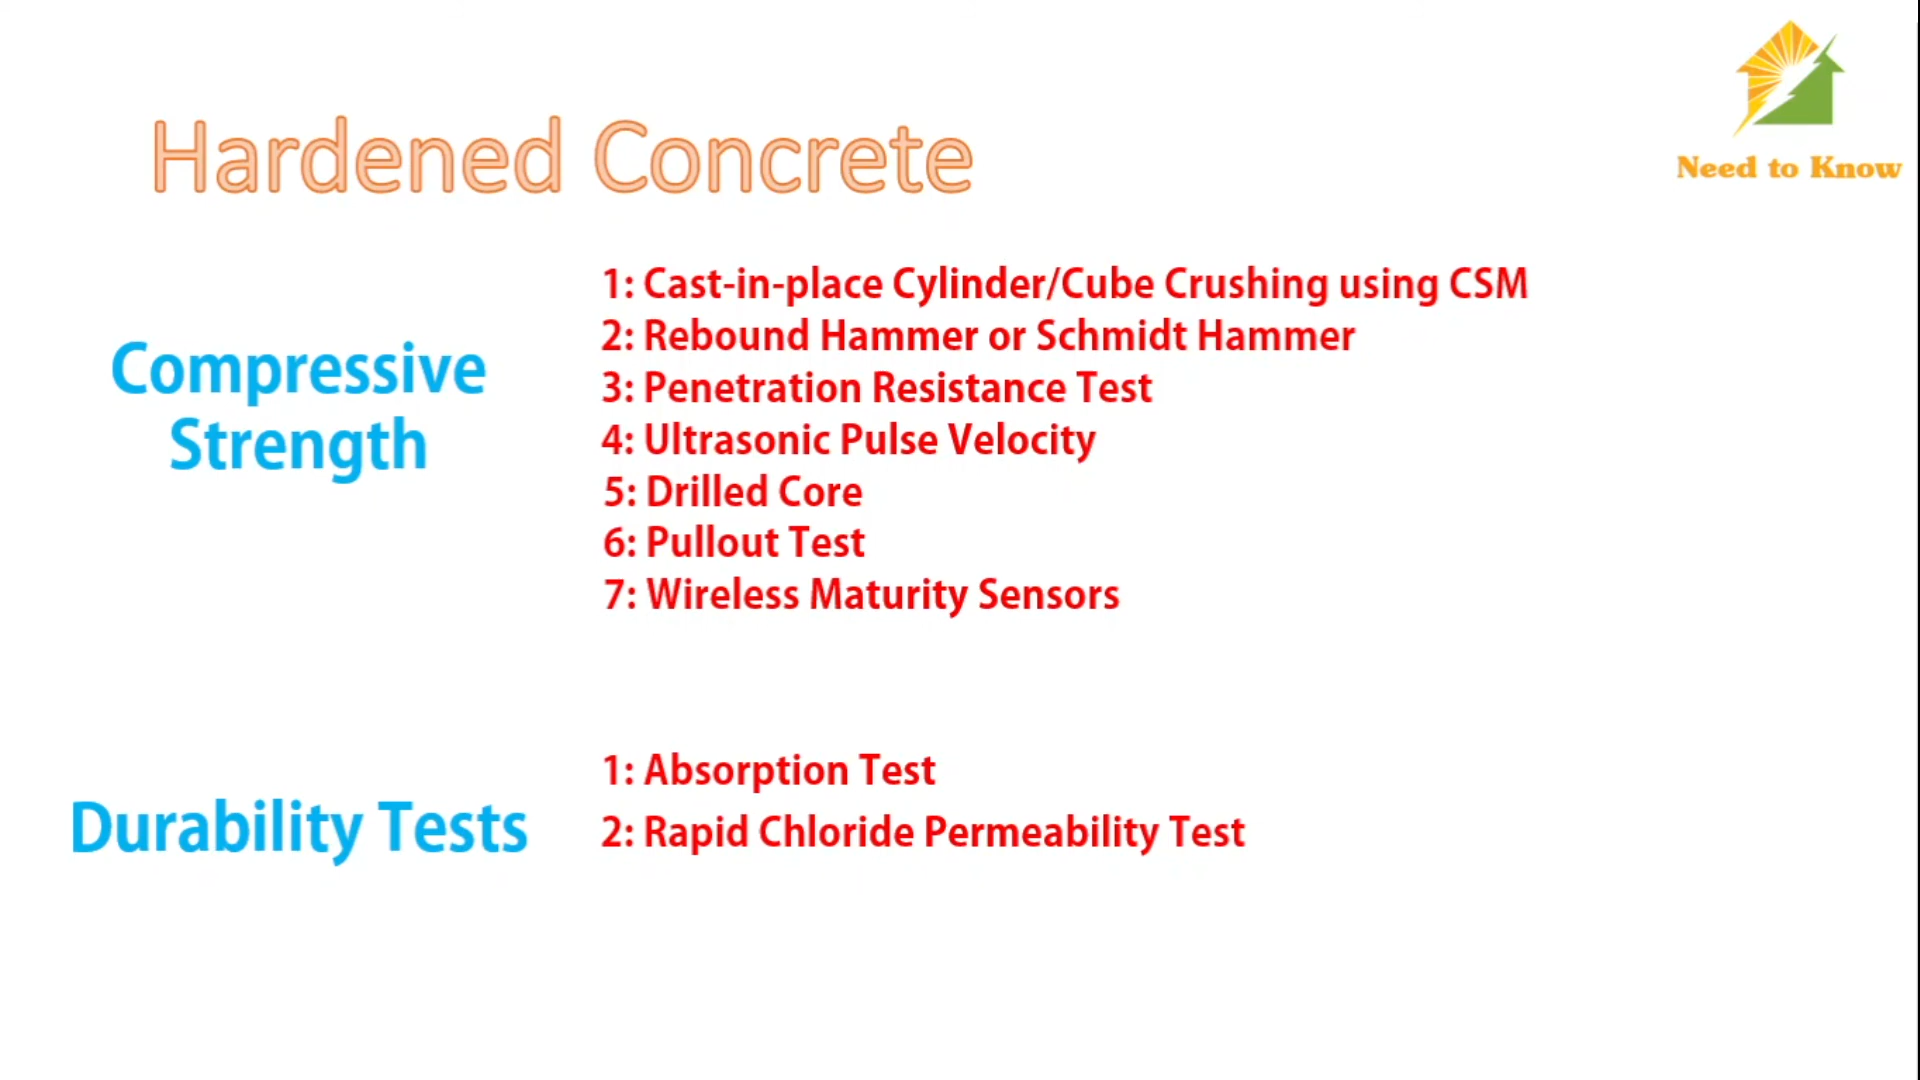 Need to Know
Hardened Concrete
Compressive
Strength
1: Cast-in-place Cylinder/Cube Crushing using CSM
2: Rebound Hammer or Schmidt Hammer
3: Penetration Resistance Test
4: Ultrasonic Pulse Velocity
5: Drilled Core
6: Pullout Test
7: Wireless Maturity Sensors
Durability Tests
1: Absorption Test
2: Rapid Chloride Permeability Test